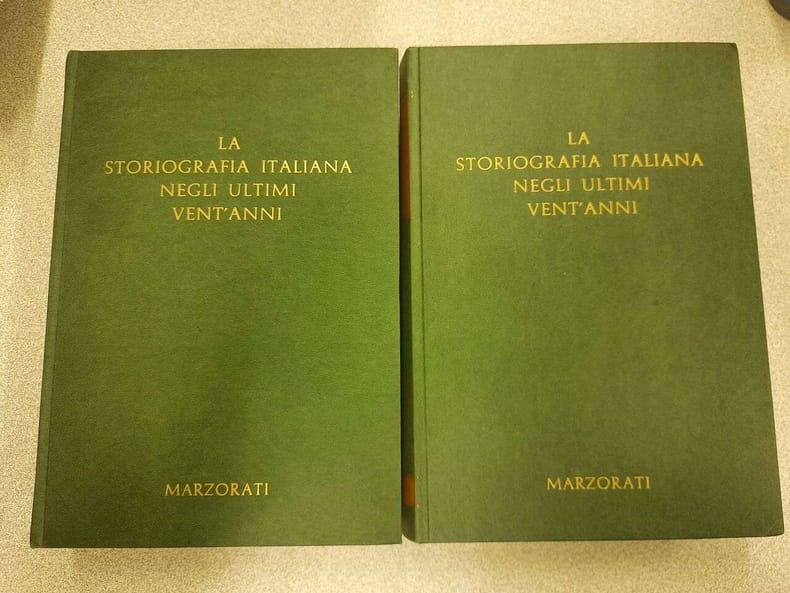 LA
STORIOGRAFIA ITALIANA
NEGLI ULTIMI
VENT'ANNI
MARZORATI
LA
STORIOGRAFIA ITALIANA
NEGLI ULTIMI
VENT'ANNI
MARZORATI